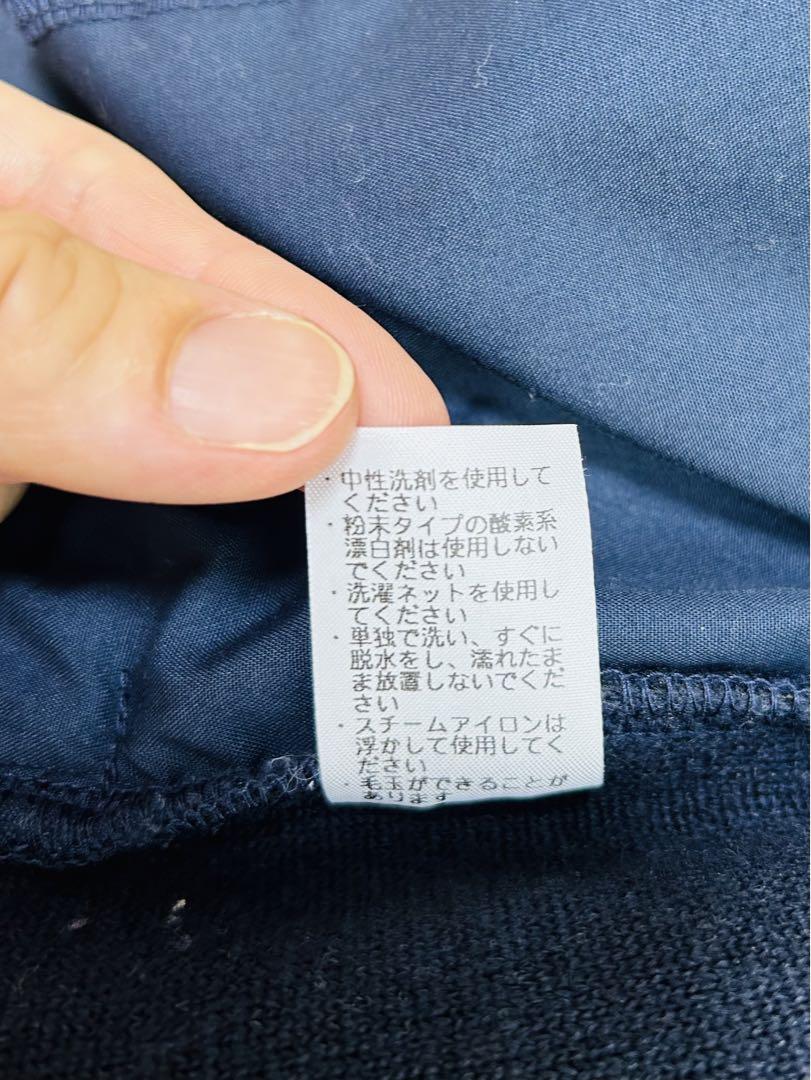 ・中性洗剤を使用して
ください
・粉末タイプの酸素系
漂白剤は使用しない
でください
・洗濯ネットを使用し
てください
・単独で洗い、すぐに
脱水をし、濡れたま
ま放置しないでくだ
さい
・スチームアイロンは
浮かして使用してく
ださい
・毛玉ができることが
あります